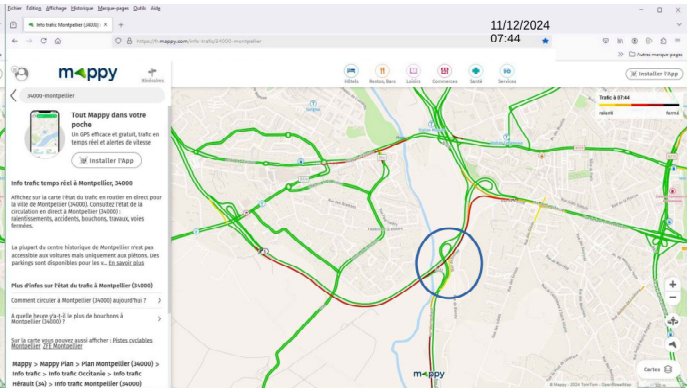 Fichier Édition Affichage Historique Marque-pages Outils Aide
Info trafic Montpellier (34000) :
11/12/2024
07:44
https://fr.mappy.com/info-trafic/34000-montpellier
Autres marque-pages
mappy
Itinéraires
Hôtels
Restos, Bars
Loisirs
Commerces
Santé
Services
Installer l'App
34000-montpellier
Tout Mappy dans votre
poche
Un GPS efficace et gratuit, trafic en
temps réel et alertes de vitesse
Installer l'App
Info trafic temps réel à Montpellier, 34000
Affichez sur la carte l'état du trafic en routier en direct pour
la ville de Montpellier (34000). Consultez l'état de la
circulation en direct à Montpellier (34000) :
ralentissements, accidents, bouchons, travaux, voies
fermées.
La plupart du centre historique de Montpellier n'est pas
accessible aux voitures mais uniquement aux piétons. Des
parkings sont disponibles pour les v... En savoir plus
Plus d'infos sur l'état du trafic à Montpellier (34000)
Comment circuler à Montpellier (34000) aujourd'hui ?
A quelle heure y-a-t-il le plus de bouchons à
Montpellier (34000) ?
Sur la carte vous pouvez aussi afficher : Pistes cyclables
Montpellier ZFE Montpellier
Mappy > Mappy Plan > Plan Montpellier (34000) >
Info trafic > Info trafic Occitanie > Info trafic
Hérault (34) > Info trafic Montpellier (34000)
Trafic à 07:44
ralenti
fermé
mappy
Cartes